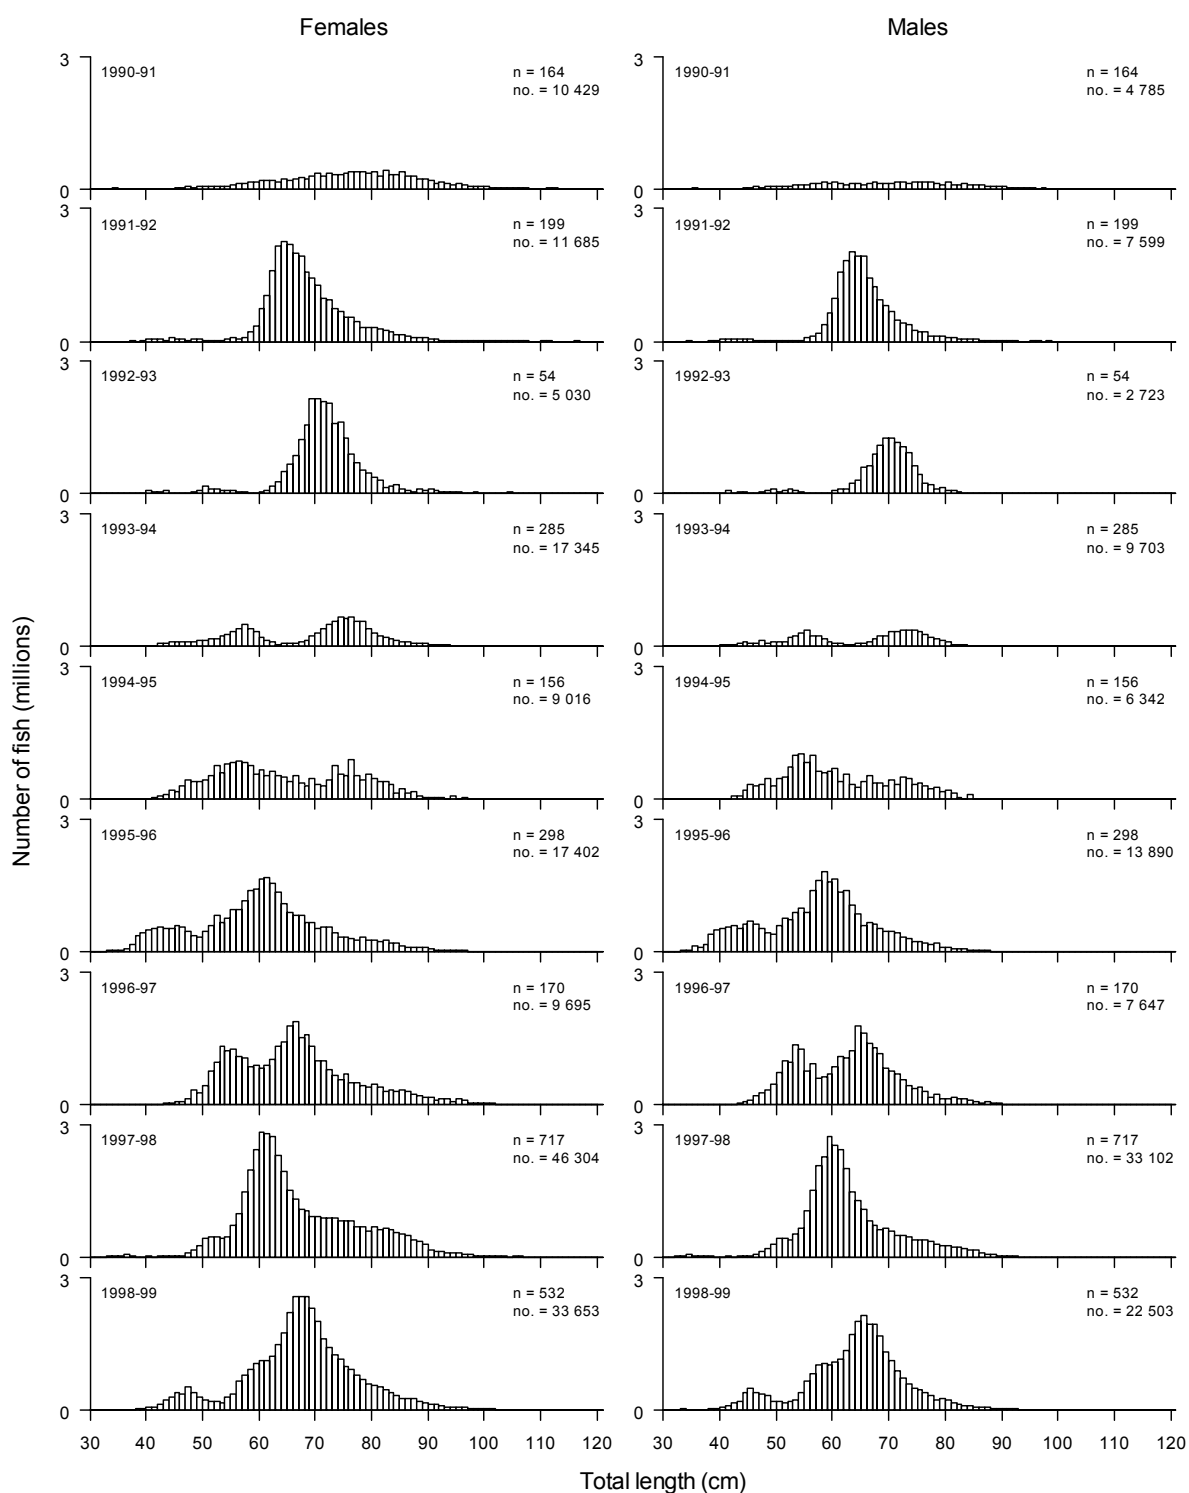 Females
Males
3
1990-91
n = 164
no. = 10 429
0
3
1990-91
n = 164
no. = 4 785
0
3
1991-92
n = 199
no. = 11 685
0
3
1991-92
n = 199
no. = 7 599
0
3
1992-93
n = 54
no. = 5 030
0
3
1992-93
n = 54
no. = 2 723
0
3
1993-94
n = 285
no. = 17 345
0
3
1993-94
n = 285
no. = 9 703
0
3
1994-95
n = 156
no. = 9 016
0
3
1994-95
n = 156
no. = 6 342
0
3
1995-96
n = 298
no. = 17 402
0
3
1995-96
n = 298
no. = 13 890
0
3
1996-97
n = 170
no. = 9 695
0
3
1996-97
n = 170
no. = 7 647
0
3
1997-98
n = 717
no. = 46 304
0
3
1997-98
n = 717
no. = 33 102
0
3
1998-99
n = 532
no. = 33 653
0
3
1998-99
n = 532
no. = 22 503
0
30 40 50 60 70 80 90 100 110 120
30 40 50 60 70 80 90 100 110 120
Number of fish (millions)
Total length (cm)